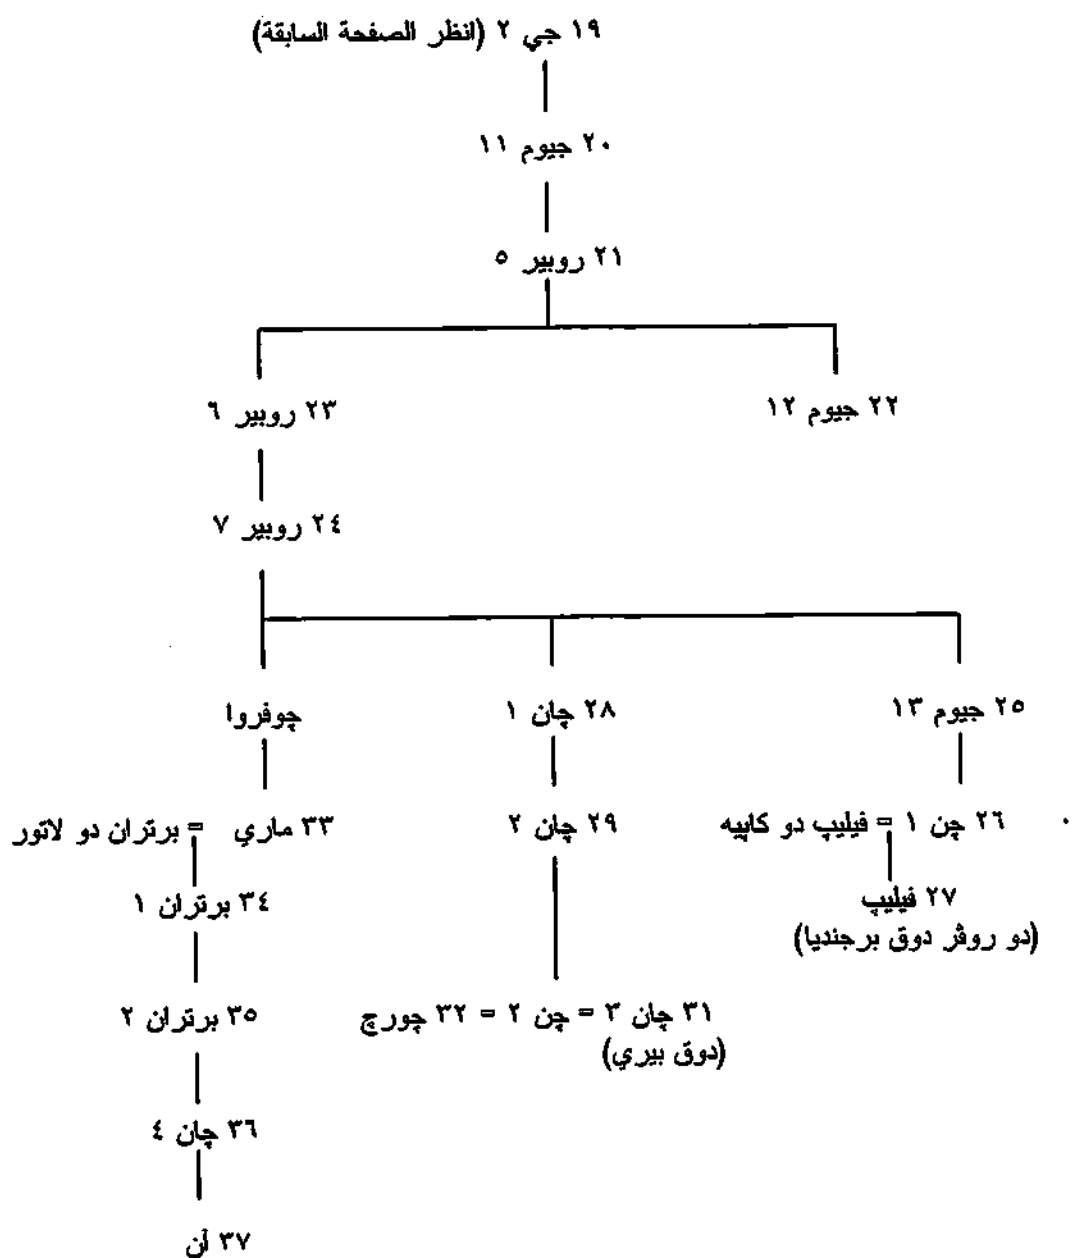 ١٩ جي ٢ (انظر الصفحة السابقة)
٢٠ جيوم ١١
٢١ روبير ٥
٢٢ جيوم ١٢
٢٣ روبير ٦
٢٤ روبير ٧
٢٥ جيوم ١٣
٢٨ چان ١
چوفروا
٢٦ چن ١ = فيليپ دو كاپيه
٢٩ چان ٢
٣٣ ماري = برتران دو لاتور
٢٧ فيليپ
(دو روڤر دوق برجنديا)
٣٤ برتران ١
٣١ چان ٣ = چن ٢ = ٣٢ چورچ
(دوق بيري)
٣٥ برتران ٢
٣٦ چان ٤
٣٧ آن